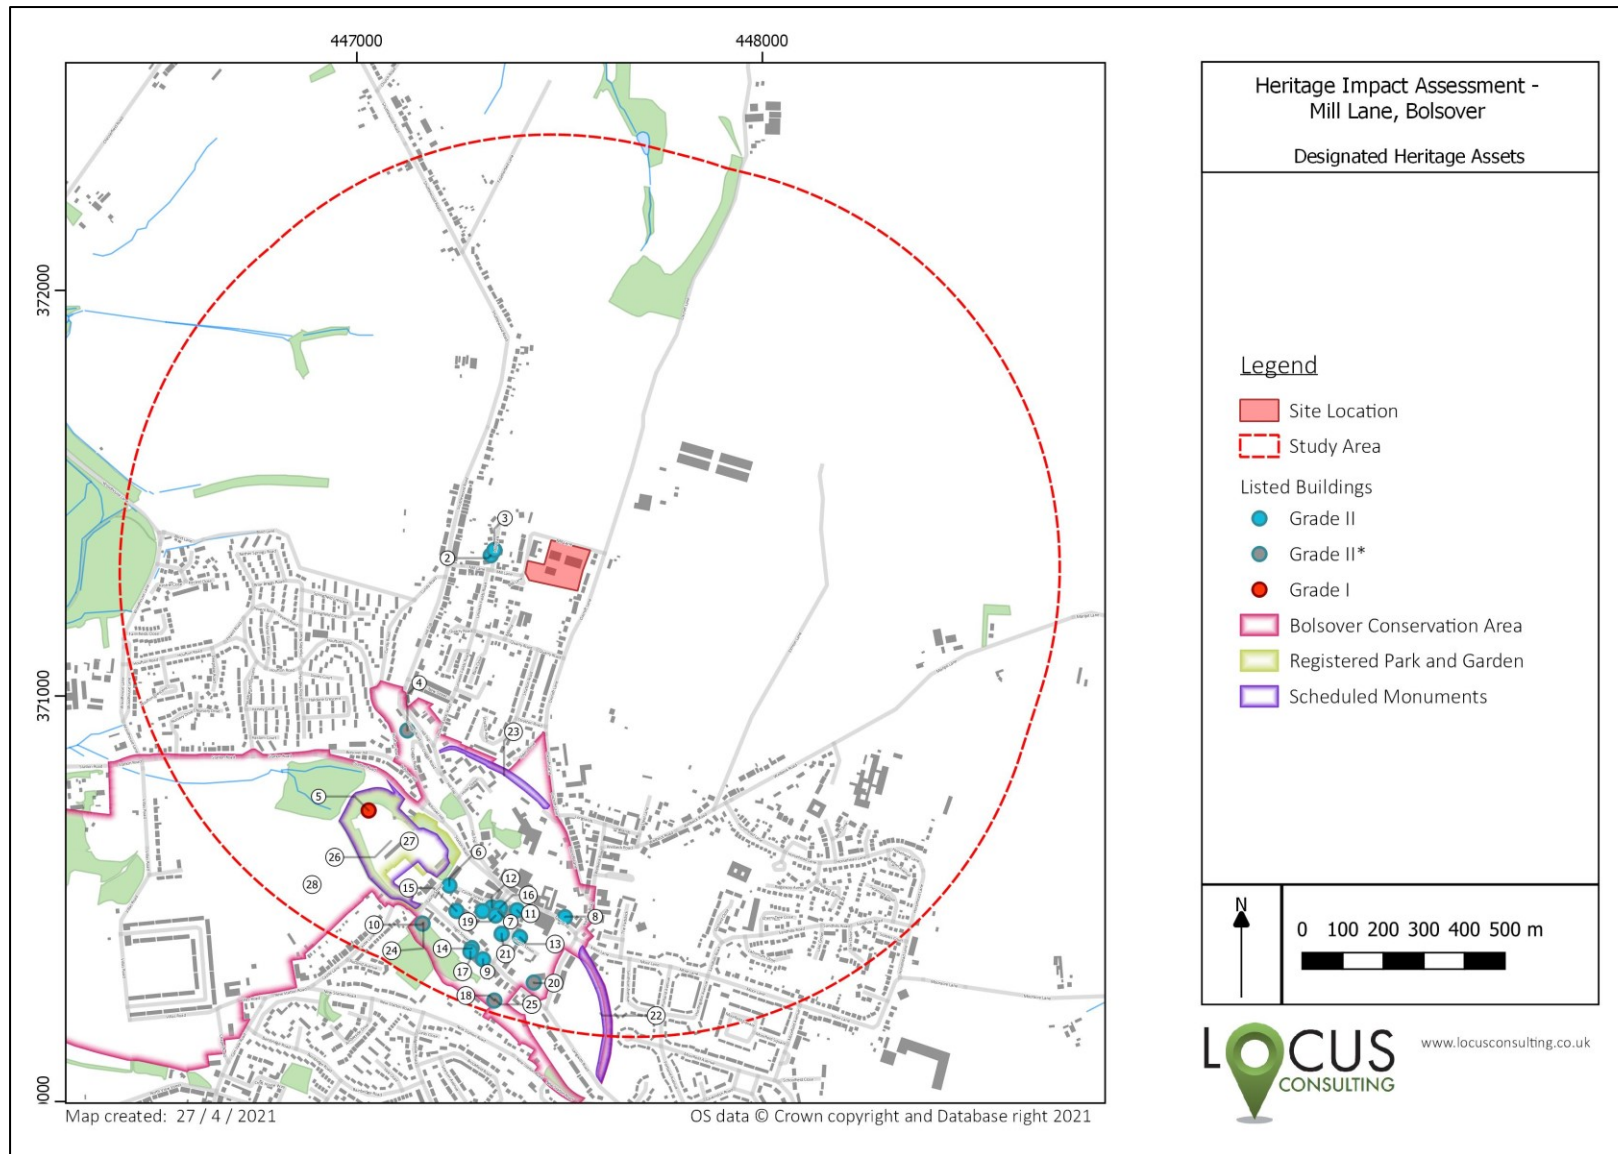 447000
448000
372000
371000
000
3
2
4
23
5
27
6
26
28
15
12
16
19
7
11
8
10
14
21
13
24
17
9
20
18
25
22
Map created: 27 / 4 / 2021
OS data © Crown copyright and Database right 2021
Heritage Impact Assessment -
Mill Lane, Bolsover
Designated Heritage Assets
Legend
Site Location
Study Area
Listed Buildings
Grade II
Grade II*
Grade I
Bolsover Conservation Area
Registered Park and Garden
Scheduled Monuments
N
0 100 200 300 400 500 m
LOCUS
CONSULTING
www.locusconsulting.co.uk